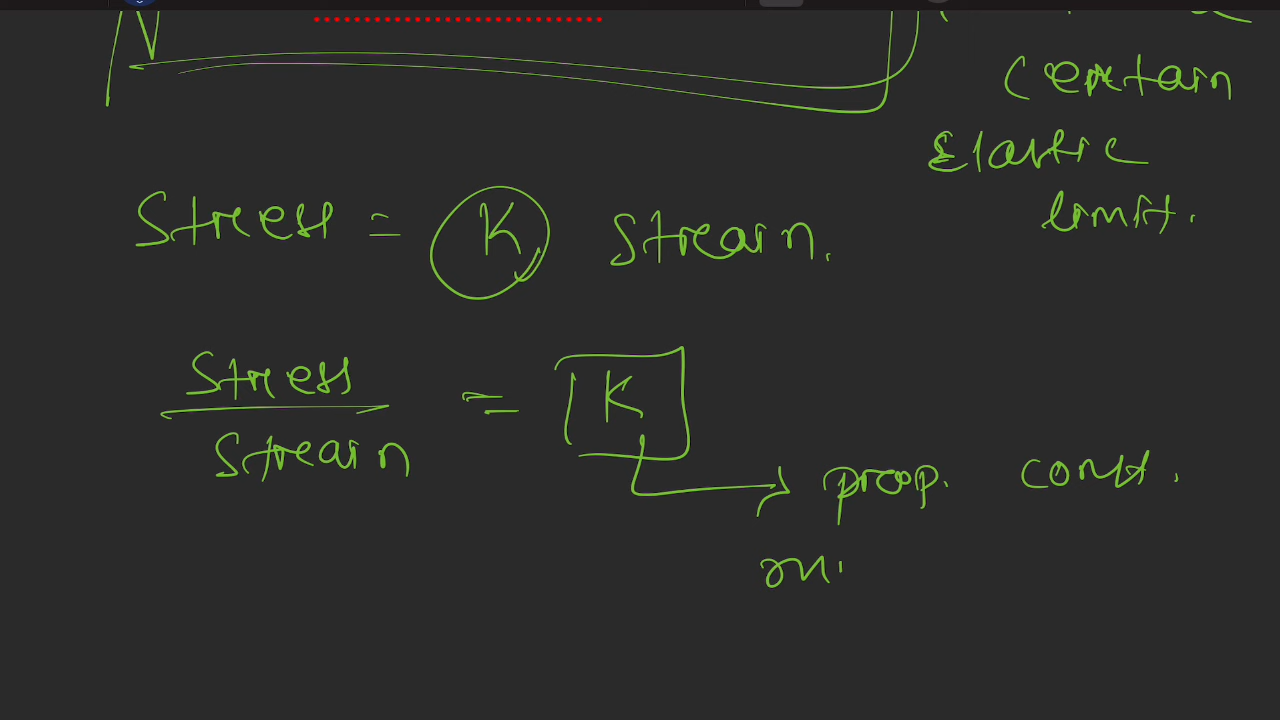 certain
Elastic
limit.
Stress = K Strain.
Stress
Strain
= K
prop. const.